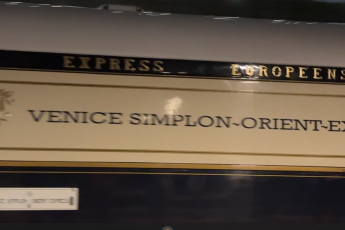 EXPRESS EUROPEENS
VENICE SIMPLON-ORIENT-EX